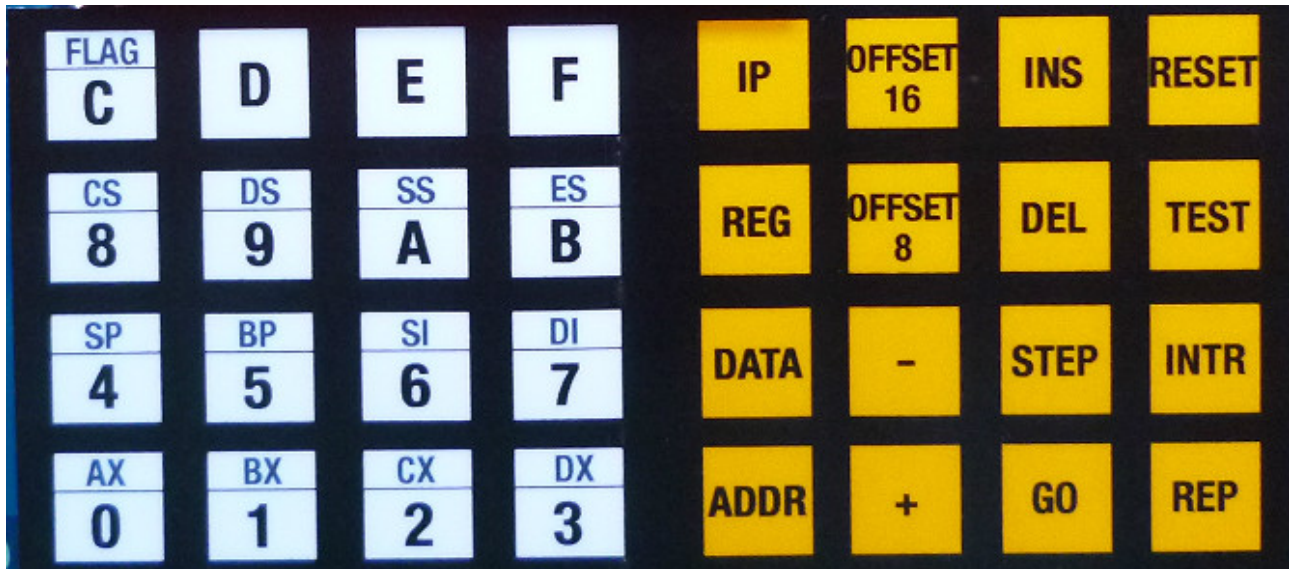 FLAG
C D E F IP OFFSET 16 INS RESET
CS DS SS ES
8 9 A B REG OFFSET 8 DEL TEST
SP BP SI DI
4 5 6 7 DATA - STEP INTR
AX BX CX DX
0 1 2 3 ADDR + GO REP